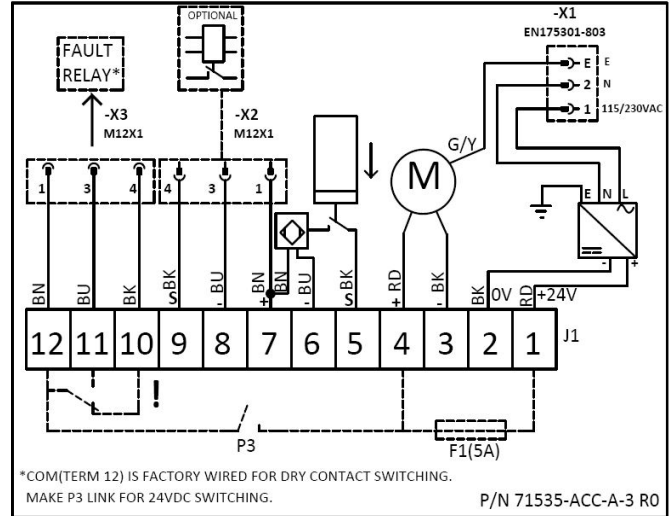 -X1
EN175301-803
OPTIONAL
FAULT
RELAY*
E E
2 N
1 115/230VAC
-X3
M12X1
-X2
M12X1
G/Y
M
1 3 4 4 3 1
E N L
- +
BN BU BK BK BU BN BN BU BK RD BK BK 0V RD +24V
S - + - S + -
12 11 10 9 8 7 6 5 4 3 2 1 J1
!
P3
F1(5A)
*COM(TERM 12) IS FACTORY WIRED FOR DRY CONTACT SWITCHING.
MAKE P3 LINK FOR 24VDC SWITCHING.
P/N 71535-ACC-A-3 R0